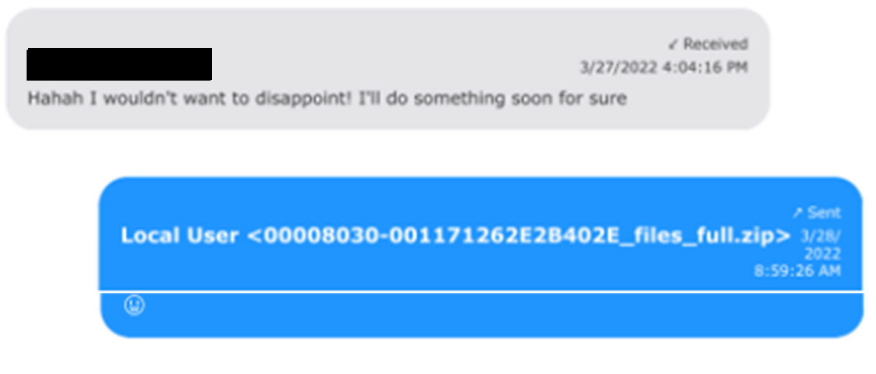 ↙ Received
3/27/2022 4:04:16 PM
Hahah I wouldn't want to disappoint! I'll do something soon for sure
↗ Sent
Local User <00008030-001171262E2B402E_files_full.zip> 3/28/
2022
8:59:26 AM
☺